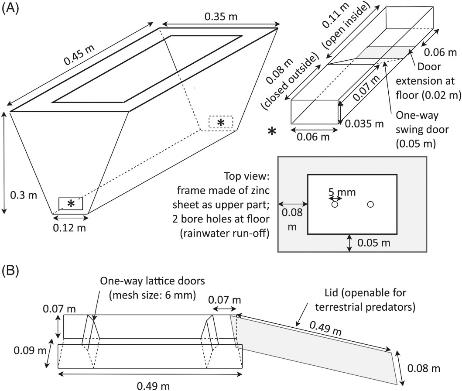 (A)
0.35 m
0.45 m
0.3 m
0.12 m
*
*
0.11 m
(open inside)
0.08 m
(closed outside)
0.07 m
0.06 m
Door
extension at
floor (0.02 m)
One-way
swing door
(0.05 m)
0.035 m
0.06 m
*
Top view:
frame made of zinc
sheet as upper part;
2 bore holes at floor
(rainwater run-off)
5 mm
0.08
m
0.05 m
(B)
One-way lattice doors
(mesh size: 6 mm)
0.07 m
0.07 m
0.09 m
0.49 m
Lid (openable for
terrestrial predators)
0.49 m
0.08 m